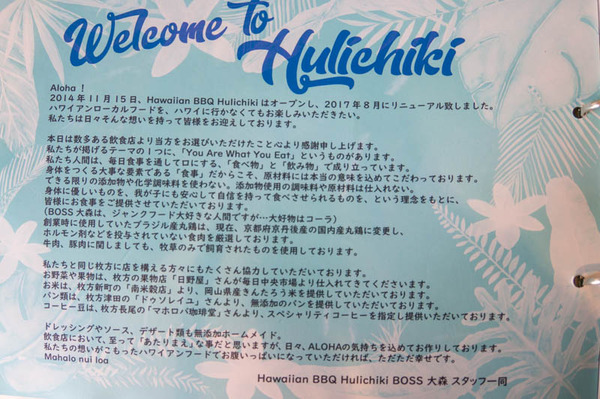 Welcome To
Hulichiki
Aloha！
2014年11月15日、Hawaiian BBQ Hulichiki はオープンし、2017年8月にリニューアル致しました。
ハワイアンローカルフードを、ハワイに行かなくてもお楽しみいただきたい。
私たちは日々そんな想いを持って皆様をお迎えしております。
本日は数多ある飲食店より当方をお選びいただけたこと心より感謝申し上げます。
私たちが掲げるテーマの1つに、「You Are What You Eat」というものがあります。
私たち人間は、毎日食事を通して口にする、「食べ物」と「飲み物」で成り立っています。
身体をつくる大事な要素である「食事」だからこそ、原材料には本当の意味を込めてこだわっております。
できる限りの添加物や化学調味料を使わない。添加物使用の調味料や原材料は仕入れない。
身体に優しいものを、我が子にも安心して自信を持って食べさせられるものを、という理念をもとに、
皆様にお食事をご提供させていただいております。
（BOSS 大森は、ジャンクフード大好きな人間ですが…大好物はコーラ）
創業時に使用していたブラジル産丸鶏は、現在、京都府京丹後産の国内産丸鶏に変更し、
ホルモン剤などを投与されていない食肉を厳選しております。
牛肉、豚肉に関しましても、牧草のみで飼育されたものを使用しております。
私たちと同じ枚方に店を構える方々にもたくさん協力していただいております。
お野菜や果物は、枚方の果物店「日野屋」さんが毎日中央市場より仕入れてきてくださいます。
お米は、枚方新町の「南米穀店」より、岡山県産きんたろう米を提供していただいております。
パン類は、枚方津田の「ドゥソレイユ」さんより、無添加のパンを提供していただいております。
コーヒー豆は、枚方長尾の「マホロバ珈琲堂」さんより、スペシャリティコーヒーを指定し提供いただいております。
ドレッシングやソース、デザート類も無添加ホームメイド。
飲食店において、至って「あたりまえ」な事だと思いますが、日々、ALOHAの気持ちを込めてお作りしております。
私たちの想いがこもったハワイアンフードでお腹いっぱいになっていただければ、ただただ幸せです。
Mahalo nui loa
Hawaiian BBQ Hulichiki BOSS 大森 スタッフ一同